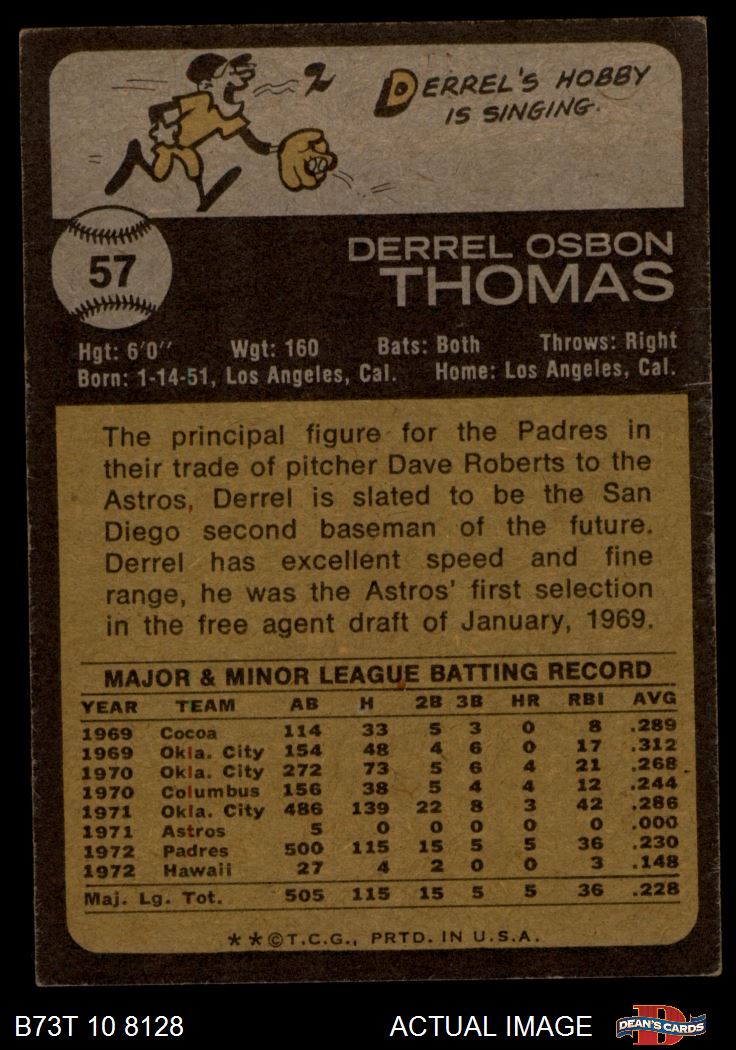 DERREL'S HOBBY
IS SINGING.
57
DERREL OSBON
THOMAS
Hgt: 6'0'' Wgt: 160 Bats: Both Throws: Right
Born: 1-14-51, Los Angeles, Cal. Home: Los Angeles, Cal.
The principal figure for the Padres in
their trade of pitcher Dave Roberts to the
Astros, Derrel is slated to be the San
Diego second baseman of the future.
Derrel has excellent speed and fine
range, he was the Astros' first selection
in the free agent draft of January, 1969.
MAJOR & MINOR LEAGUE BATTING RECORD
YEAR TEAM AB H 2B 3B HR RBI AVG
1969 Cocoa 114 33 5 3 0 8 .289
1969 Okla. City 154 48 4 6 0 17 .312
1970 Okla. City 272 73 5 6 4 21 .268
1970 Columbus 156 38 5 4 4 12 .244
1971 Okla. City 486 139 22 8 3 42 .286
1971 Astros 5 0 0 0 0 0 .000
1972 Padres 500 115 15 5 5 36 .230
1972 Hawaii 27 4 2 0 0 3 .148
Maj. Lg. Tot. 505 115 15 5 5 36 .228
**©T.C.G., PRTD. IN U.S.A.
B73T 10 8128 ACTUAL IMAGE DEAN'S CARDS